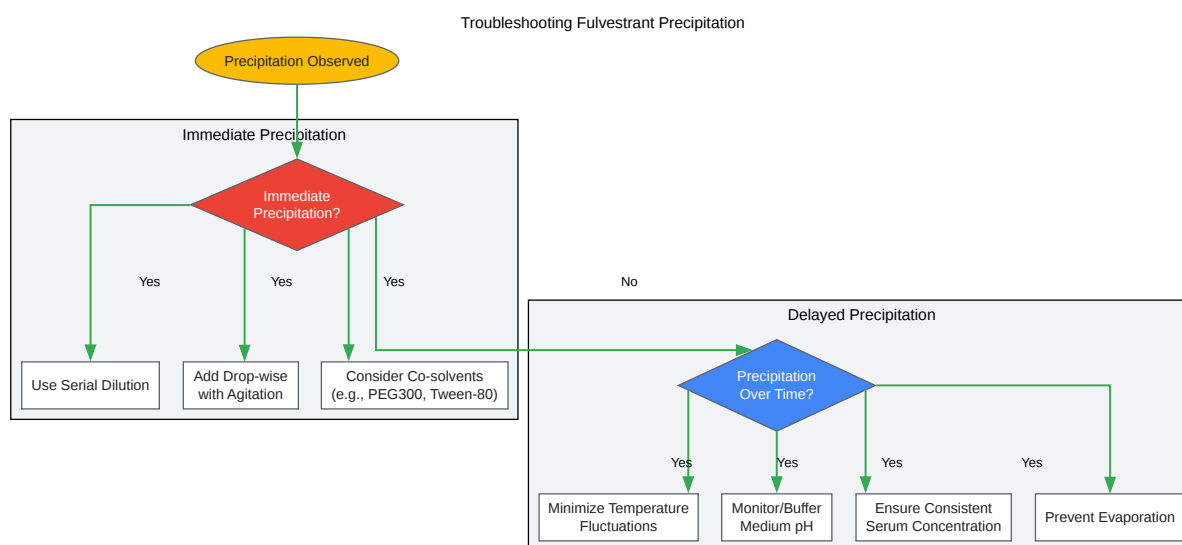 Troubleshooting Fulvestrant Precipitation
Precipitation Observed
Immediate Precipitation
Immediate
Precipitation?
Yes
Yes
Yes
No
Use Serial Dilution
Add Drop-wise
with Agitation
Consider Co-solvents
(e.g., PEG300, Tween-80)
Delayed Precipitation
Precipitation
Over Time?
Yes
Yes
Yes
Yes
Minimize Temperature
Fluctuations
Monitor/Buffer
Medium pH
Ensure Consistent
Serum Concentration
Prevent Evaporation